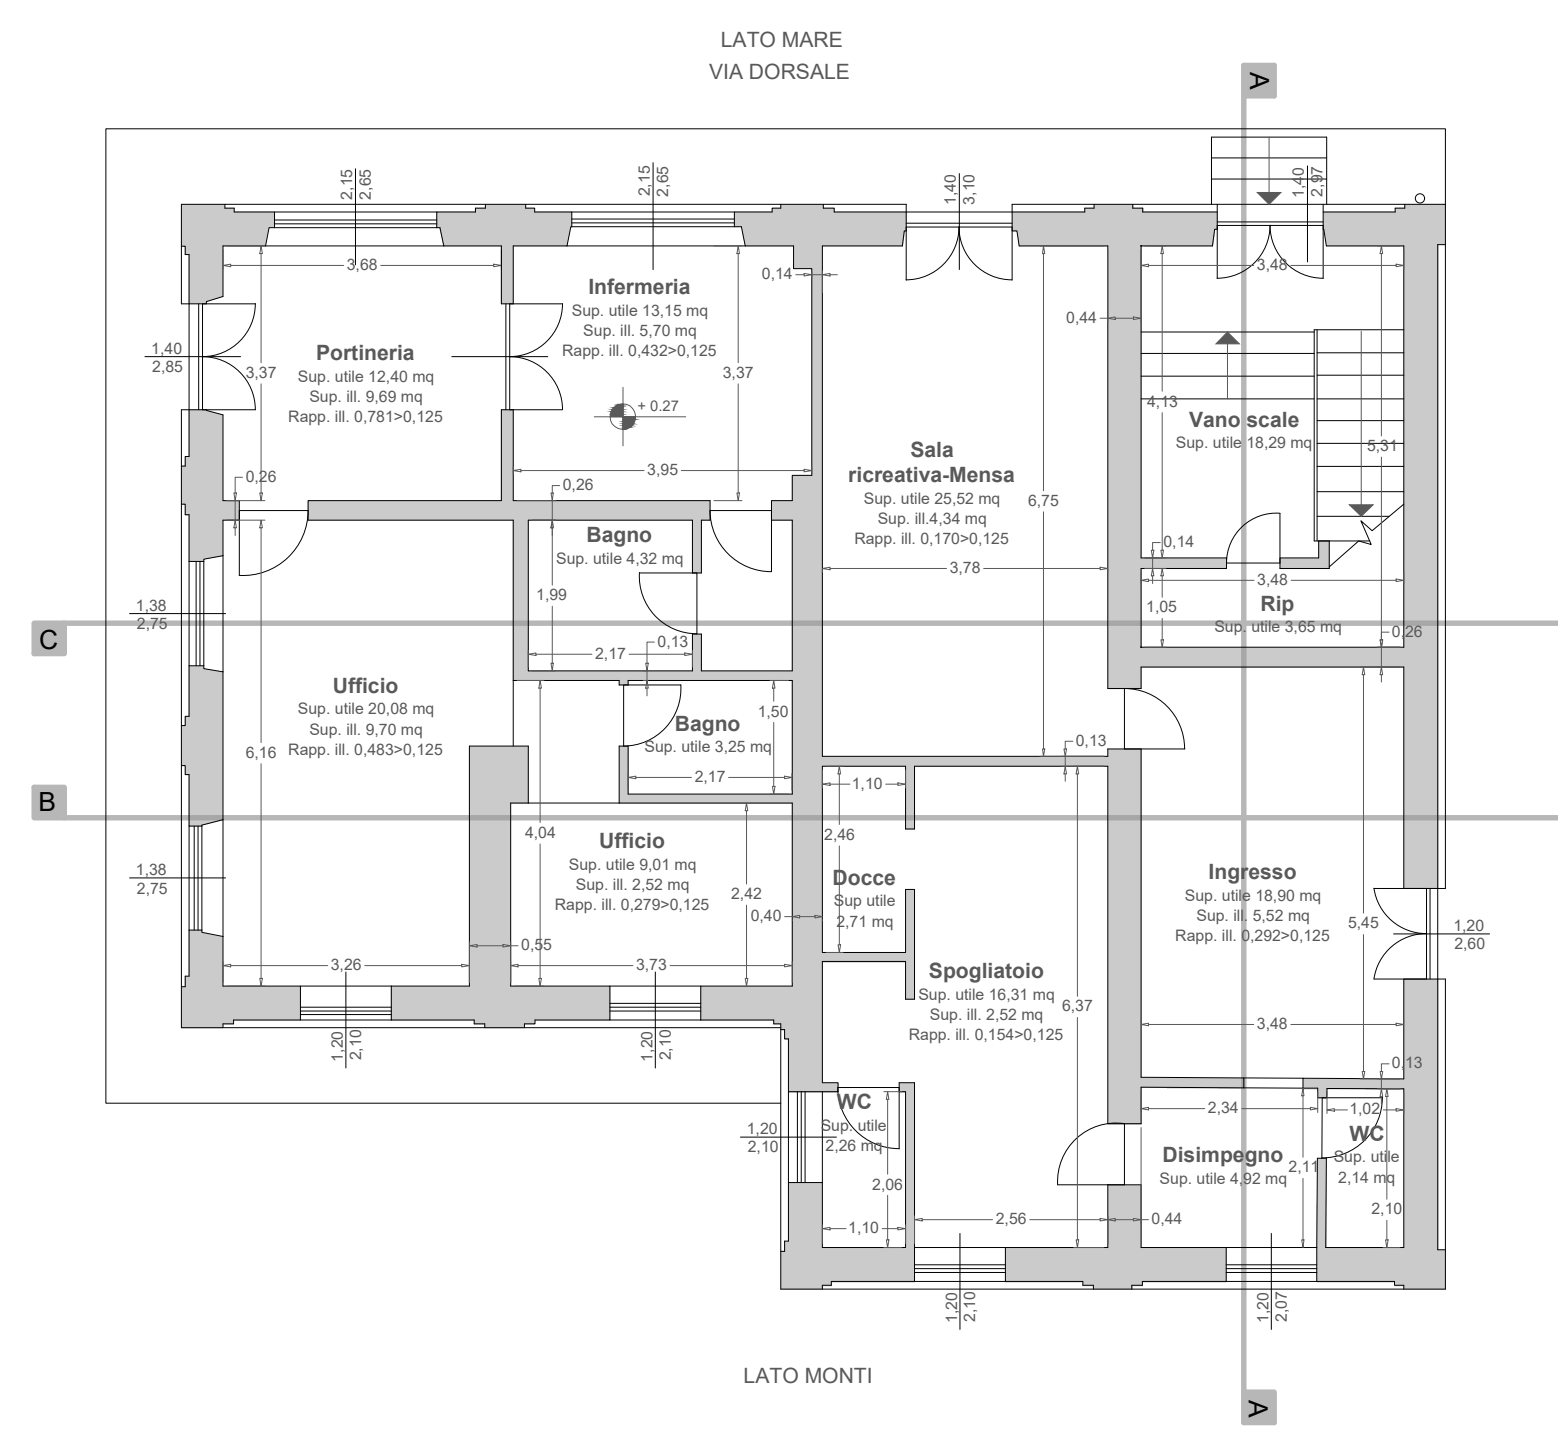 LATO MARE
VIA DORSALE
A
2,15
2,65
2,15
2,65
1,40
3,10
1,40
2,97
3,68
0,14
3,48
Infermeria
Sup. utile 13,15 mq
Sup. ill. 5,70 mq
Rapp. ill. 0,432>0,125
0,44
1,40
2,85
Portineria
Sup. utile 12,40 mq
Sup. ill. 9,69 mq
Rapp. ill. 0,781>0,125
3,37
3,37
+ 0.27
4,13
Vano scale
Sup. utile 18,29 mq
5,31
Sala
ricreativa-Mensa
Sup. utile 25,52 mq
Sup. ill.4,34 mq
Rapp. ill. 0,170>0,125
6,75
3,95
0,26
0,26
Bagno
Sup. utile 4,32 mq
0,14
3,78
3,48
1,99
1,05
Rip
Sup. utile 3,65 mq
1,38
2,75
0,26
C
0,13
2,17
Ufficio
Sup. utile 20,08 mq
Sup. ill. 9,70 mq
Rapp. ill. 0,483>0,125
6,16
1,50
Bagno
Sup. utile 3,25 mq
2,17
0,13
1,10
B
4,04
2,46
Ufficio
Sup. utile 9,01 mq
Sup. ill. 2,52 mq
Rapp. ill. 0,279>0,125
1,38
2,75
2,42
Docce
Sup utile
2,71 mq
0,40
Ingresso
Sup. utile 18,90 mq
Sup. ill. 5,52 mq
Rapp. ill. 0,292>0,125
5,45
1,20
2,60
0,55
3,26
3,73
Spogliatoio
Sup. utile 16,31 mq
Sup. ill. 2,52 mq
Rapp. ill. 0,154>0,125
6,37
3,48
1,20
2,10
1,20
2,10
0,13
WC
Sup. utile
2,26 mq
1,20
2,10
2,34
1,02
WC
Sup. utile
2,14 mq
Disimpegno
Sup. utile 4,92 mq
2,11
2,06
2,10
1,10
2,56
0,44
1,20
2,10
1,20
2,07
LATO MONTI
A